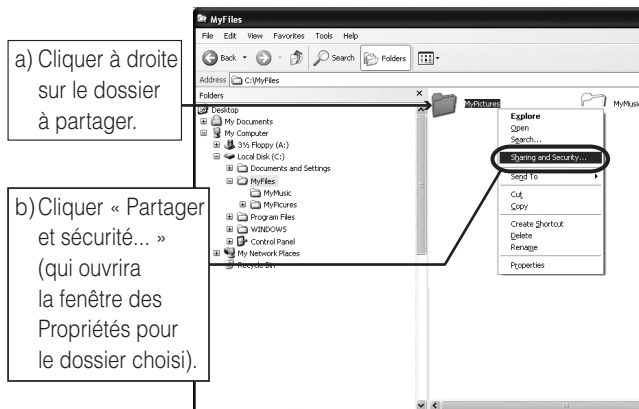 MyFiles
File Edit View Favorites Tools Help
Back Search Folders
Address C:\MyFiles
Folders
Desktop
My Documents
My Computer
3½ Floppy (A:)
Local Disk (C:)
Documents and Settings
MyFiles
MyMusic
MyPicures
Program Files
WINDOWS
Control Panel
My Network Places
Recycle Bin
MyPictures
MyMusic
Explore
Open
Search...
Sharing and Security...
Send To
Cut
Copy
Create Shortcut
Delete
Rename
Properties
a) Cliquer à droite
sur le dossier
à partager.
b) Cliquer « Partager
et sécurité... »
(qui ouvrira
la fenêtre des
Propriétés pour
le dossier choisi).